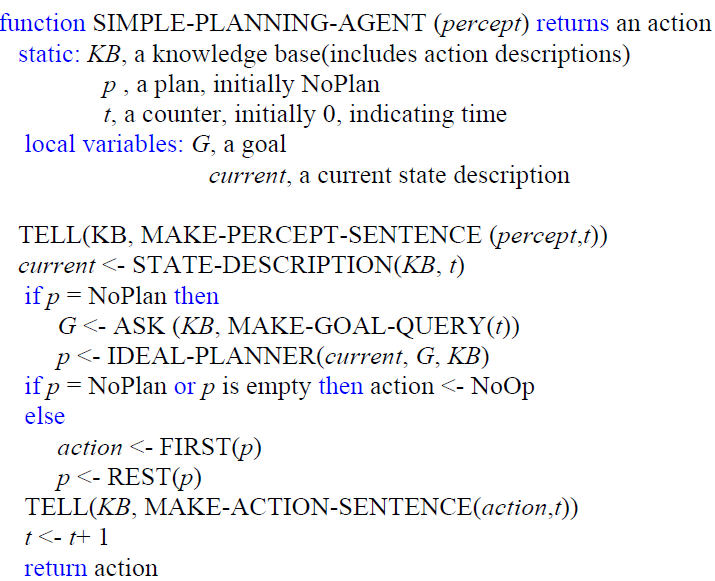 function SIMPLE-PLANNING-AGENT (percept) returns an action
static: KB, a knowledge base(includes action descriptions)
p , a plan, initially NoPlan
t, a counter, initially 0, indicating time
local variables: G, a goal
current, a current state description
TELL(KB, MAKE-PERCEPT-SENTENCE (percept,t))
current <- STATE-DESCRIPTION(KB, t)
if p = NoPlan then
G <- ASK (KB, MAKE-GOAL-QUERY(t))
p <- IDEAL-PLANNER(current, G, KB)
if p = NoPlan or p is empty then action <- NoOp
else
action <- FIRST(p)
p <- REST(p)
TELL(KB, MAKE-ACTION-SENTENCE(action,t))
t <- t+ 1
return action